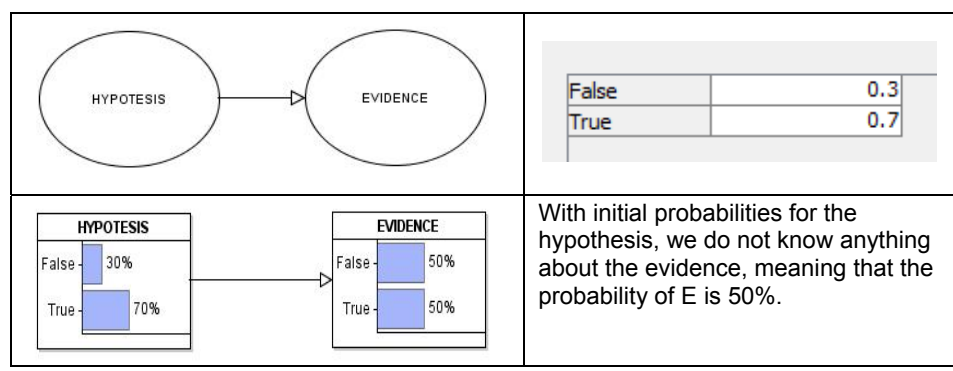 HYPOTESIS
EVIDENCE
False 0.3
True 0.7
HYPOTESIS
False 30%
True 70%
EVIDENCE
False 50%
True 50%
With initial probabilities for the
hypothesis, we do not know anything
about the evidence, meaning that the
probability of E is 50%.